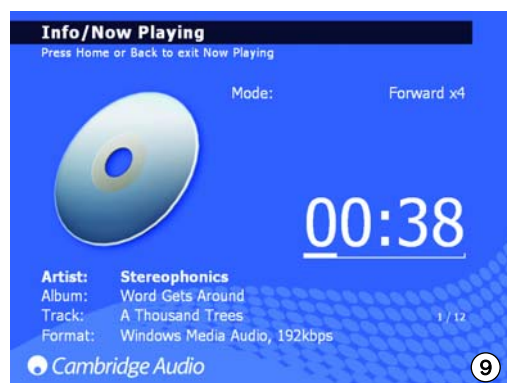 Info/Now Playing
Press Home or Back to exit Now Playing
Mode: Forward x4
00:38
Artist: Stereophonics
Album: Word Gets Around
Track: A Thousand Trees 1 / 12
Format: Windows Media Audio, 192kbps
Cambridge Audio
9